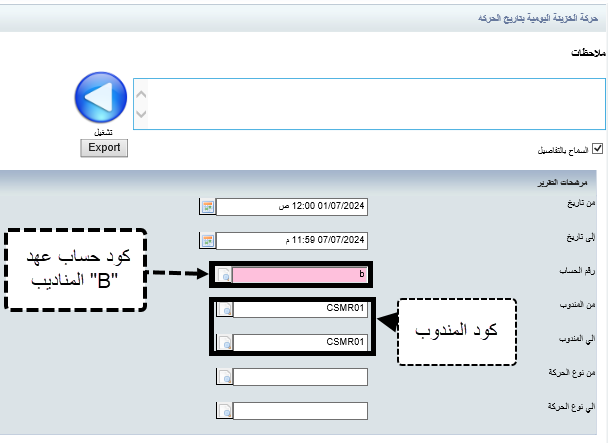 حركة الخزينة اليومية بتاريخ الحركه
ملاحظات
تشغيل
Export
السماح بالتفاصيل
مرشحات التقرير
من تاريخ
01/07/2024 12:00 ص
إلى تاريخ
07/07/2024 11:59 م
رقم الحساب
b
كود حساب عهد
المناديب "B"
من المندوب
CSMR01
الي المندوب
CSMR01
كود المندوب
من نوع الحركة
الي نوع الحركة